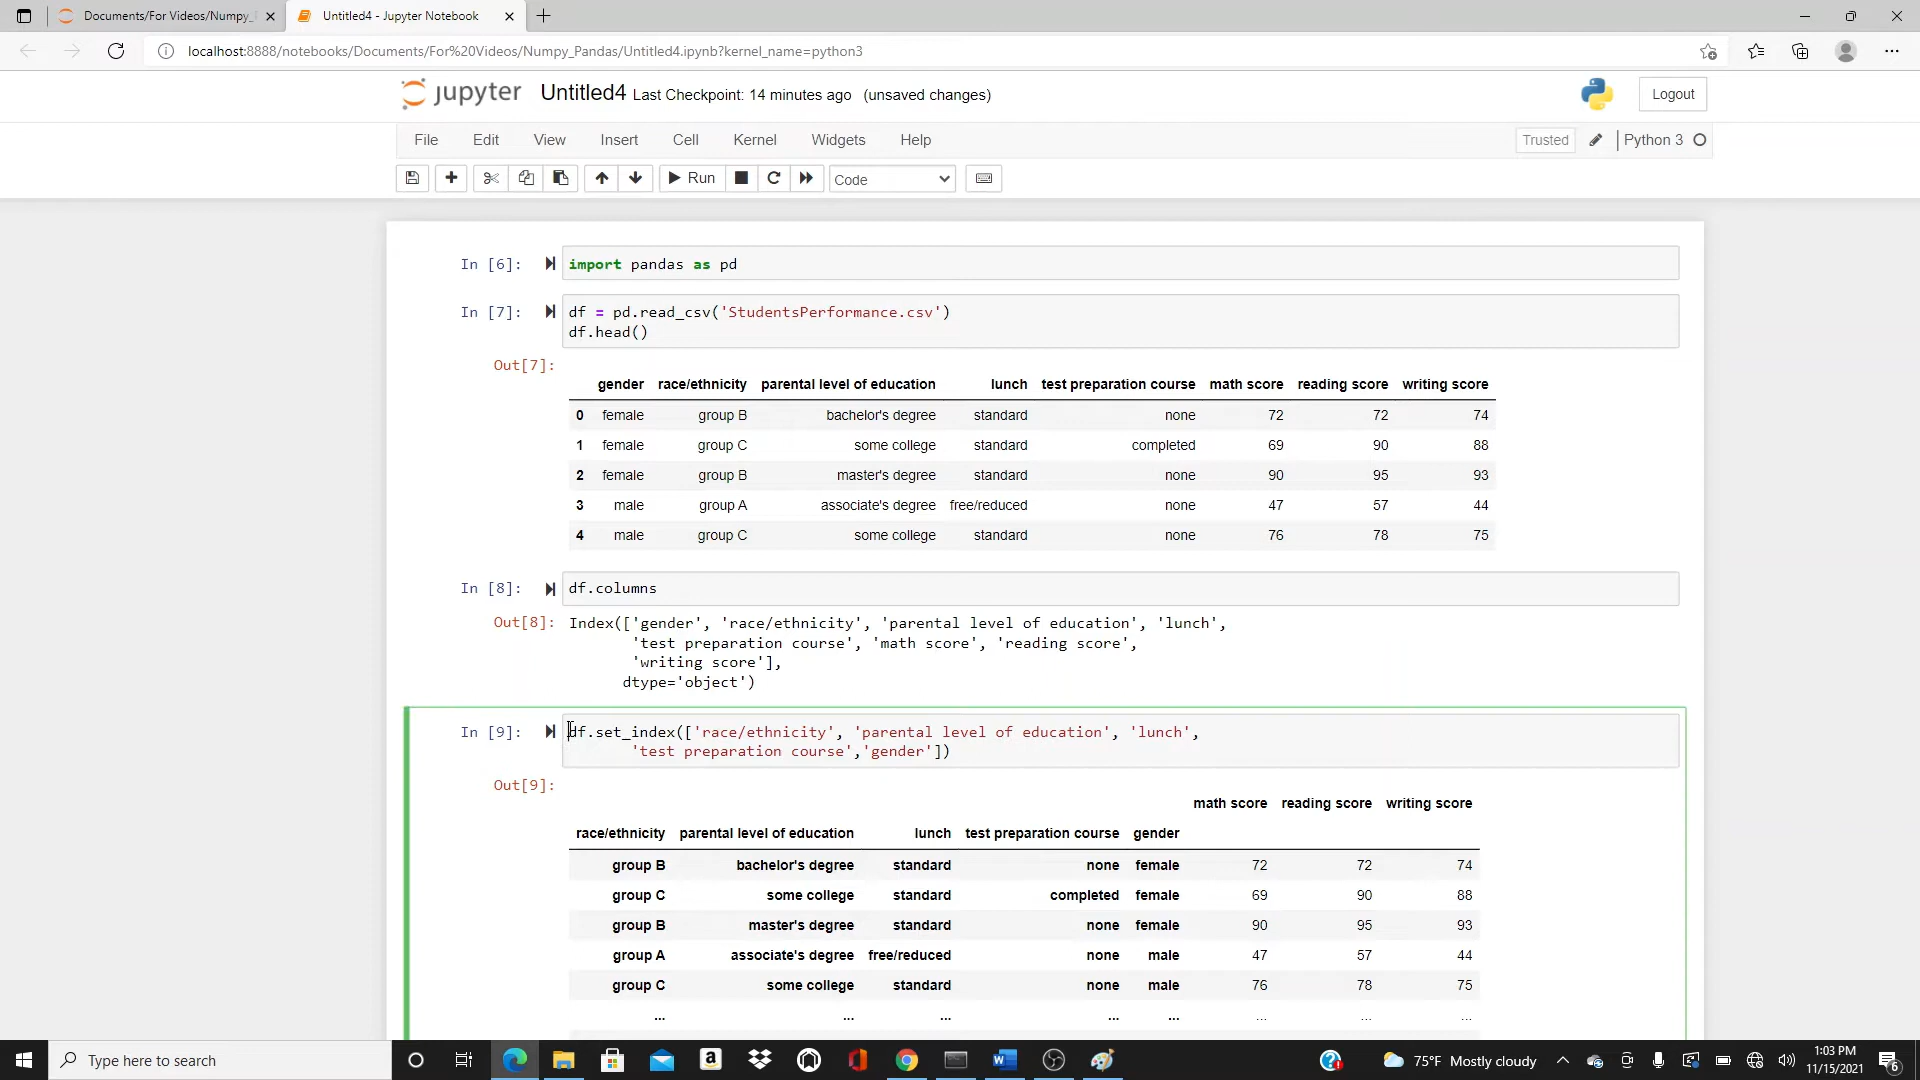 Documents/For Videos/Numpy_P
Untitled4 - Jupyter Notebook
localhost:8888/notebooks/Documents/For%20Videos/Numpy_Pandas/Untitled4.ipynb?kernel_name=python3
jupyter Untitled4 Last Checkpoint: 14 minutes ago (unsaved changes)
Logout
File Edit View Insert Cell Kernel Widgets Help
Trusted Python 3
Run Code
In [6]: import pandas as pd
In [7]: df = pd.read_csv('StudentsPerformance.csv')
df.head()
Out[7]:
gender race/ethnicity parental level of education lunch test preparation course math score reading score writing score
0 female group B bachelor's degree standard none 72 72 74
1 female group C some college standard completed 69 90 88
2 female group B master's degree standard none 90 95 93
3 male group A associate's degree free/reduced none 47 57 44
4 male group C some college standard none 76 78 75
In [8]: df.columns
Out[8]: Index(['gender', 'race/ethnicity', 'parental level of education', 'lunch',
'test preparation course', 'math score', 'reading score',
'writing score'],
dtype='object')
In [9]: df.set_index(['race/ethnicity', 'parental level of education', 'lunch',
'test preparation course','gender'])
Out[9]:
math score reading score writing score
race/ethnicity parental level of education lunch test preparation course gender
group B bachelor's degree standard none female 72 72 74
group C some college standard completed female 69 90 88
group B master's degree standard none female 90 95 93
group A associate's degree free/reduced none male 47 57 44
group C some college standard none male 76 78 75
... ... ... ... ... ... ... ...
Type here to search
75°F Mostly cloudy
1:03 PM
11/15/2021
6